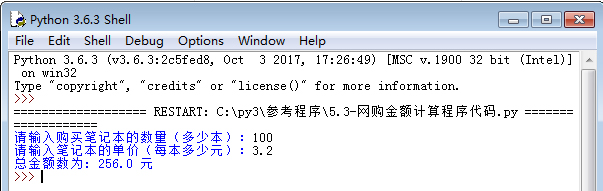 Python 3.6.3 Shell
File Edit Shell Debug Options Window Help
Python 3.6.3 (v3.6.3:2c5fed8, Oct  3 2017, 17:26:49) [MSC v.1900 32 bit (Intel)]
 on win32
Type "copyright", "credits" or "license()" for more information.
>>>
=================== RESTART: C:\py3\参考程序\5.3-网购金额计算程序代码.py =======
============
请输入购买笔记本的数量（多少本）：100
请输入笔记本的单价（每本多少元）：3.2
总金额数为：256.0 元
>>>